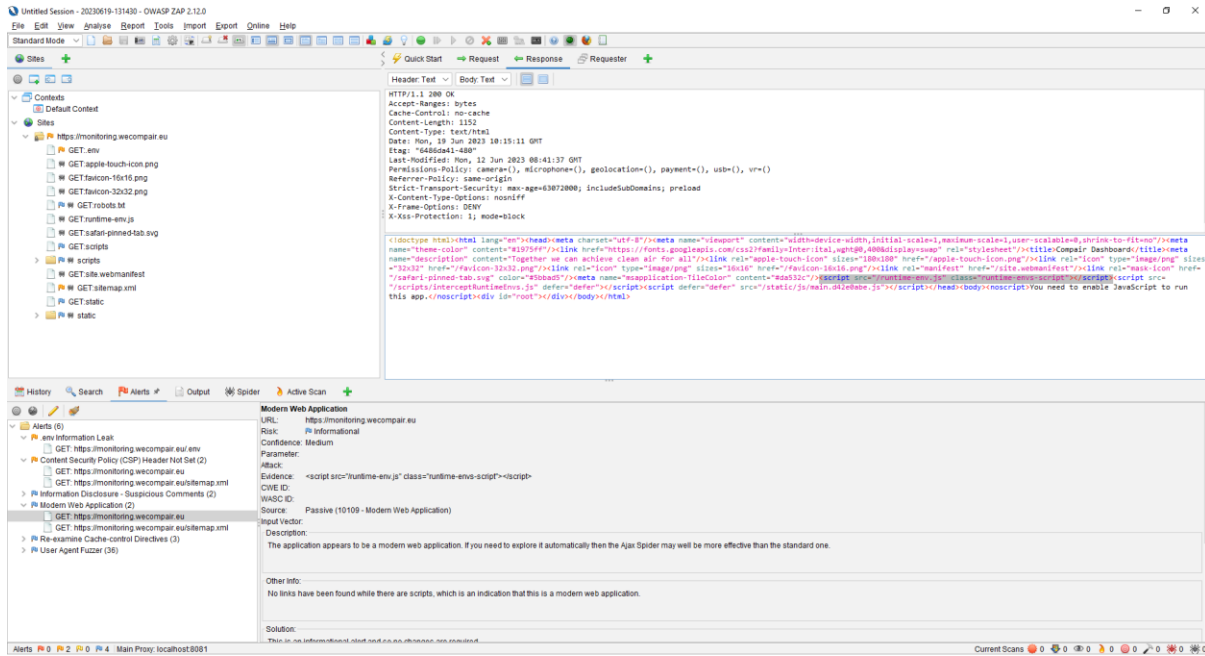 Untitled Session - 20230619-131430 - OWASP ZAP 2.12.0
File Edit View Analyse Report Tools Import Export Online Help
Standard Mode
Sites
Quick Start Request Response Requester
Header: Text Body: Text
Contexts
Default Context
Sites
https://monitoring.wecompair.eu
GET:.env
GET:apple-touch-icon.png
GET:favicon-16x16.png
GET:favicon-32x32.png
GET:robots.txt
GET:runtime-env.js
GET:safari-pinned-tab.svg
GET:scripts
scripts
GET:site.webmanifest
GET:sitemap.xml
GET:static
static
HTTP/1.1 200 OK
Accept-Ranges: bytes
Cache-Control: no-cache
Content-Length: 1152
Content-Type: text/html
Date: Mon, 19 Jun 2023 10:15:11 GMT
Etag: "6486da41-480"
Last-Modified: Mon, 12 Jun 2023 08:41:37 GMT
Permissions-Policy: camera=(), microphone=(), geolocation=(), payment=(), usb=(), vr=()
Referrer-Policy: same-origin
Strict-Transport-Security: max-age=63072000; includeSubDomains; preload
X-Content-Type-Options: nosniff
X-Frame-Options: DENY
X-Xss-Protection: 1; mode=block
<!doctype html><html lang="en"><head><meta charset="utf-8"/><meta name="viewport" content="width=device-width,initial-scale=1,maximum-scale=1,user-scalable=0,shrink-to-fit=no"/><meta
name="theme-color" content="#1975ff"/><link href="https://fonts.googleapis.com/css2?family=Inter:ital,wght@0,400&display=swap" rel="stylesheet"/><title>Compair Dashboard</title><meta
name="description" content="Together we can achieve clean air for all"/><link rel="apple-touch-icon" sizes="180x180" href="/apple-touch-icon.png"/><link rel="icon" type="image/png" sizes
="32x32" href="/favicon-32x32.png"/><link rel="icon" type="image/png" sizes="16x16" href="/favicon-16x16.png"/><link rel="manifest" href="/site.webmanifest"/><link rel="mask-icon" href=
"/safari-pinned-tab.svg" color="#5bbad5"/><meta name="msapplication-TileColor" content="#da532c"/><script src="/runtime-env.js" class="runtime-envs-script"></script><script src=
"/scripts/interceptRuntimeEnvs.js" defer="defer"></script><script defer="defer" src="/static/js/main.d42e0abe.js"></script></head><body><noscript>You need to enable JavaScript to run
this app.</noscript><div id="root"></div></body></html>
History Search Alerts Output Spider Active Scan
Alerts (6)
.env Information Leak
GET: https://monitoring.wecompair.eu/.env
Content Security Policy (CSP) Header Not Set (2)
GET: https://monitoring.wecompair.eu
GET: https://monitoring.wecompair.eu/sitemap.xml
Information Disclosure - Suspicious Comments (2)
Modern Web Application (2)
GET: https://monitoring.wecompair.eu
GET: https://monitoring.wecompair.eu/sitemap.xml
Re-examine Cache-control Directives (3)
User Agent Fuzzer (36)
Modern Web Application
URL: https://monitoring.wecompair.eu
Risk: Informational
Confidence: Medium
Parameter:
Attack:
Evidence: <script src="/runtime-env.js" class="runtime-envs-script"></script>
CWE ID:
WASC ID:
Source: Passive (10109 - Modern Web Application)
Input Vector:
Description:
The application appears to be a modern web application. If you need to explore it automatically then the Ajax Spider may well be more effective than the standard one.
Other Info:
No links have been found while there are scripts, which is an indication that this is a modern web application.
Solution:
This is an informational alert and so no changes are required.
Alerts 0 2 0 4 Main Proxy: localhost:8081
Current Scans 0 0 0 0 0 0 0 0